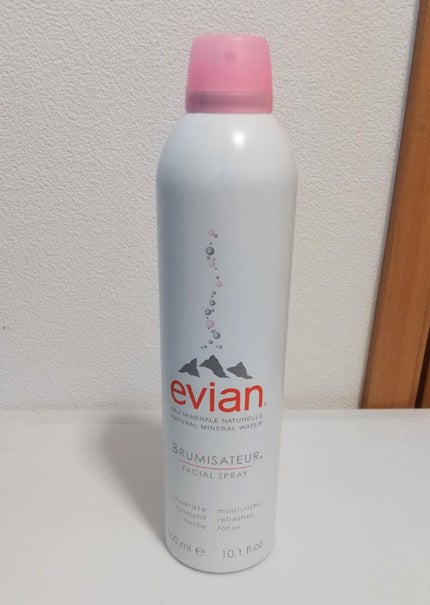 evian
EAU MINÉRALE NATURELLE
NATURAL MINERAL WATER
BRUMISATEUR®
FACIAL SPRAY
hydrate moisturizes
rafraîchit refreshes
tonifie tones
300 ml e 10.1 fl.oz